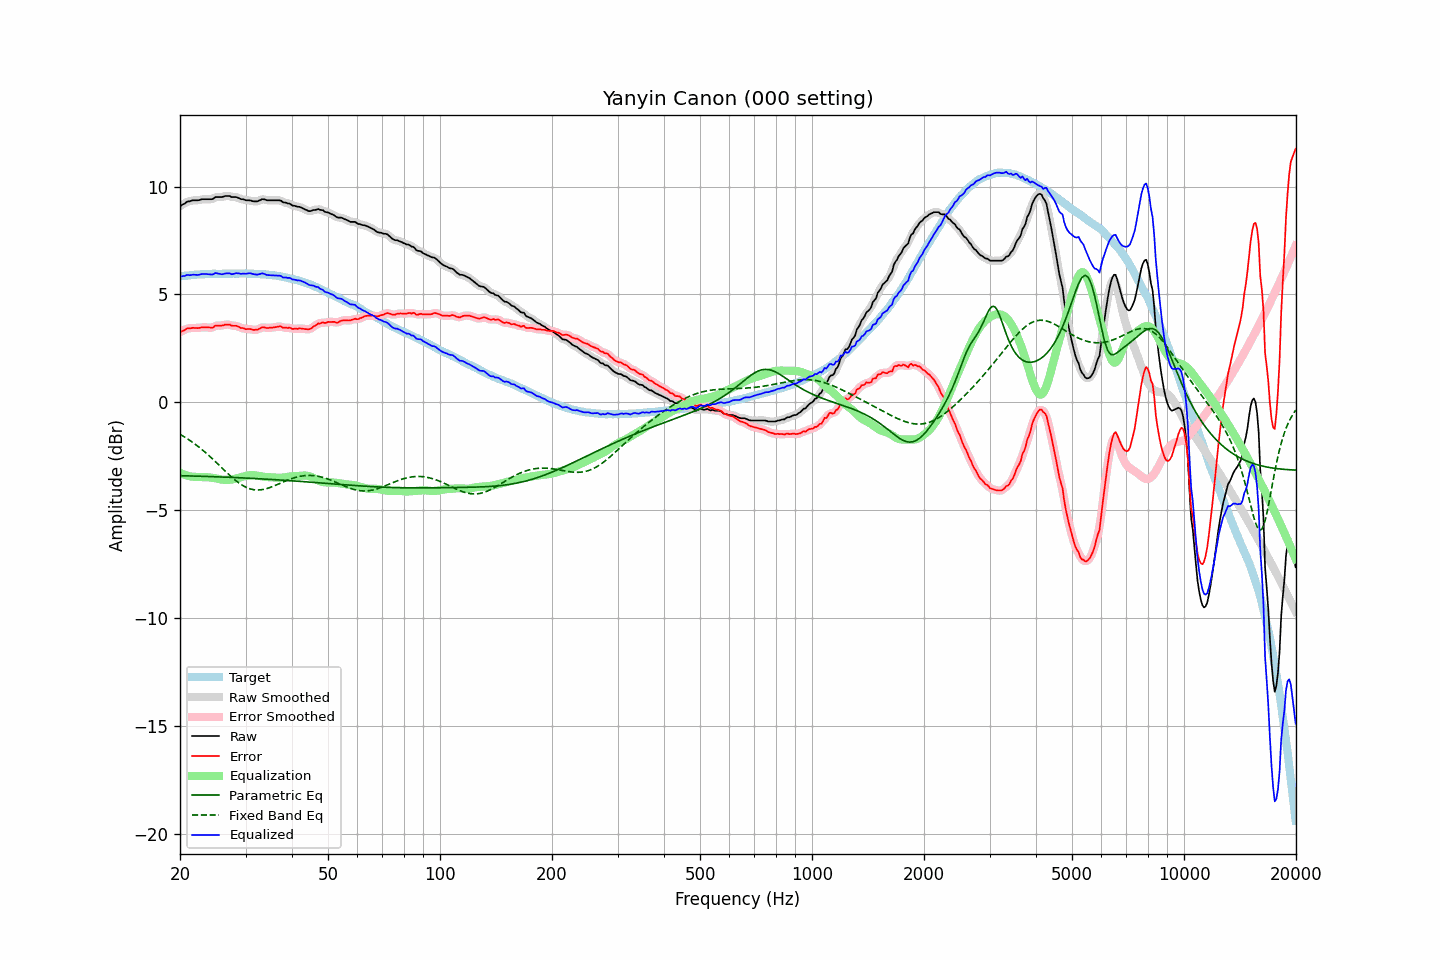 Yanyin Canon (000 setting)
Amplitude (dBr)
10
5
0
−5
−10
−15
−20
Target
Raw Smoothed
Error Smoothed
Raw
Error
Equalization
Parametric Eq
Fixed Band Eq
Equalized
20 50 100 200 500 1000 2000 5000 10000 20000
Frequency (Hz)